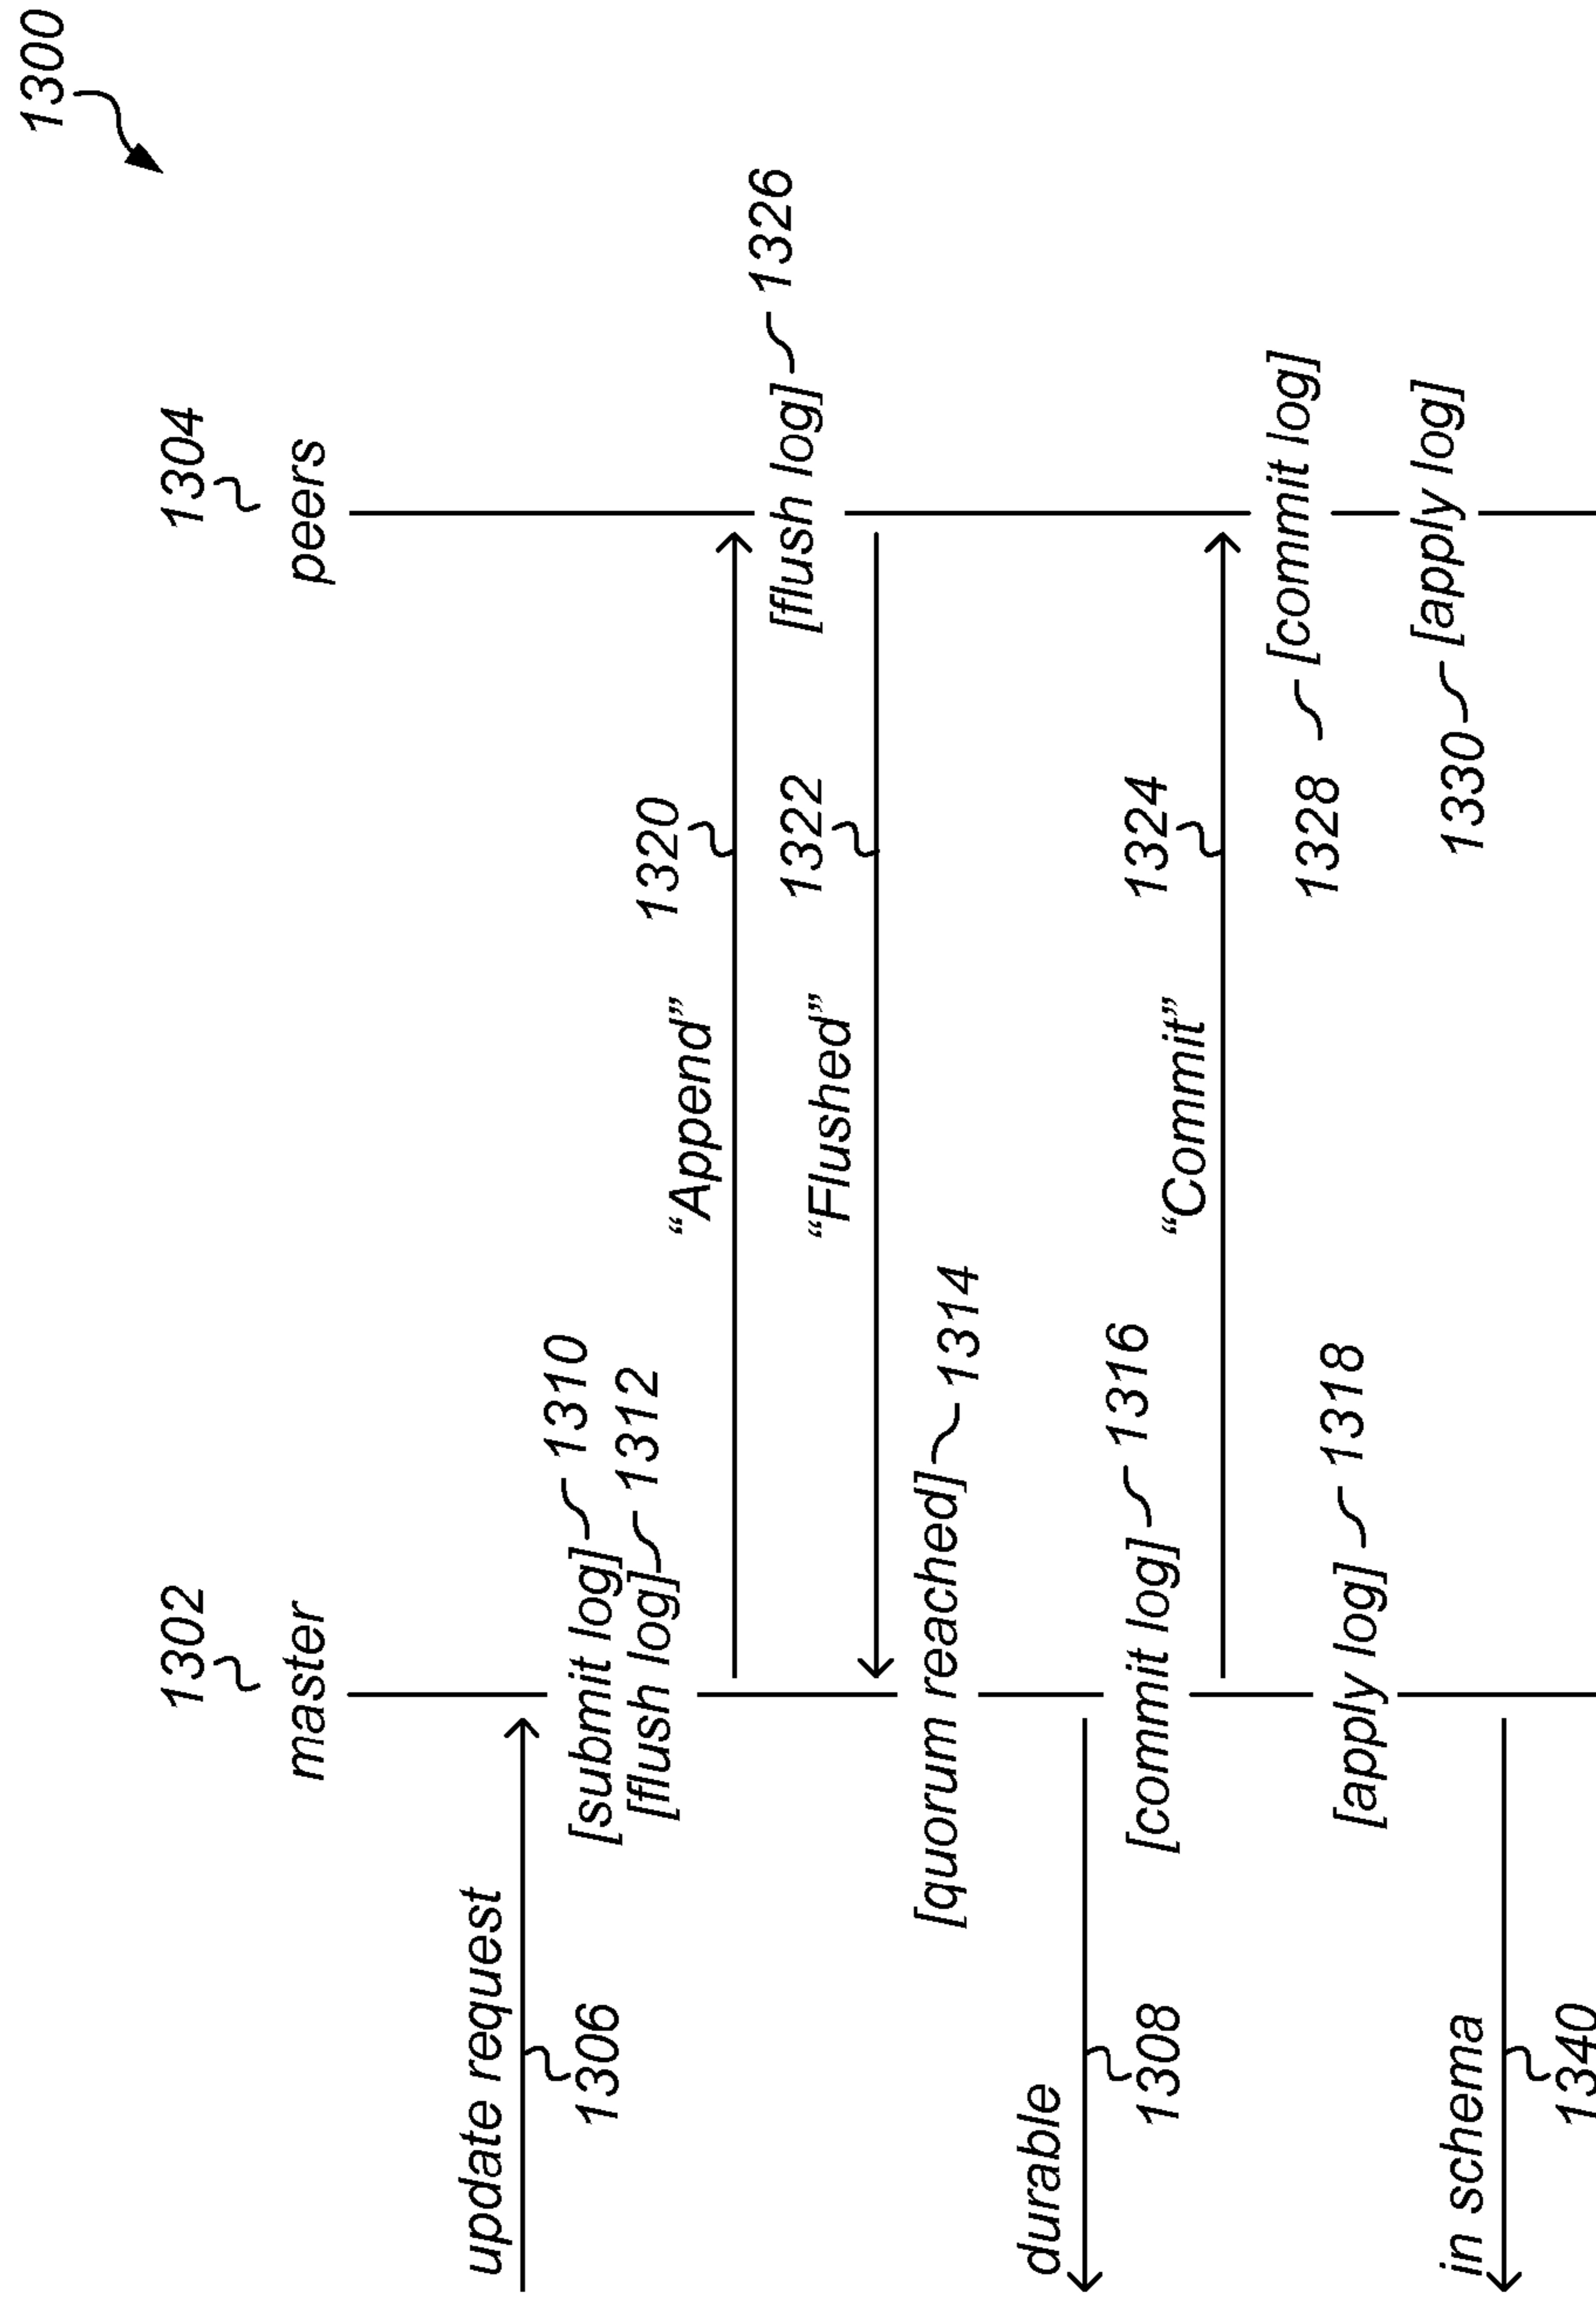 1300
1302
1304
master
peers
update request
1306
[submit log] 1310
[flush log] 1312
1320
“Append”
[flush log] 1326
1322
“Flushed”
[quorum reached] 1314
durable
1308
[commit log] 1316
1324
“Commit”
1328 [commit log]
[apply log] 1318
1330 [apply log]
in schema
1340